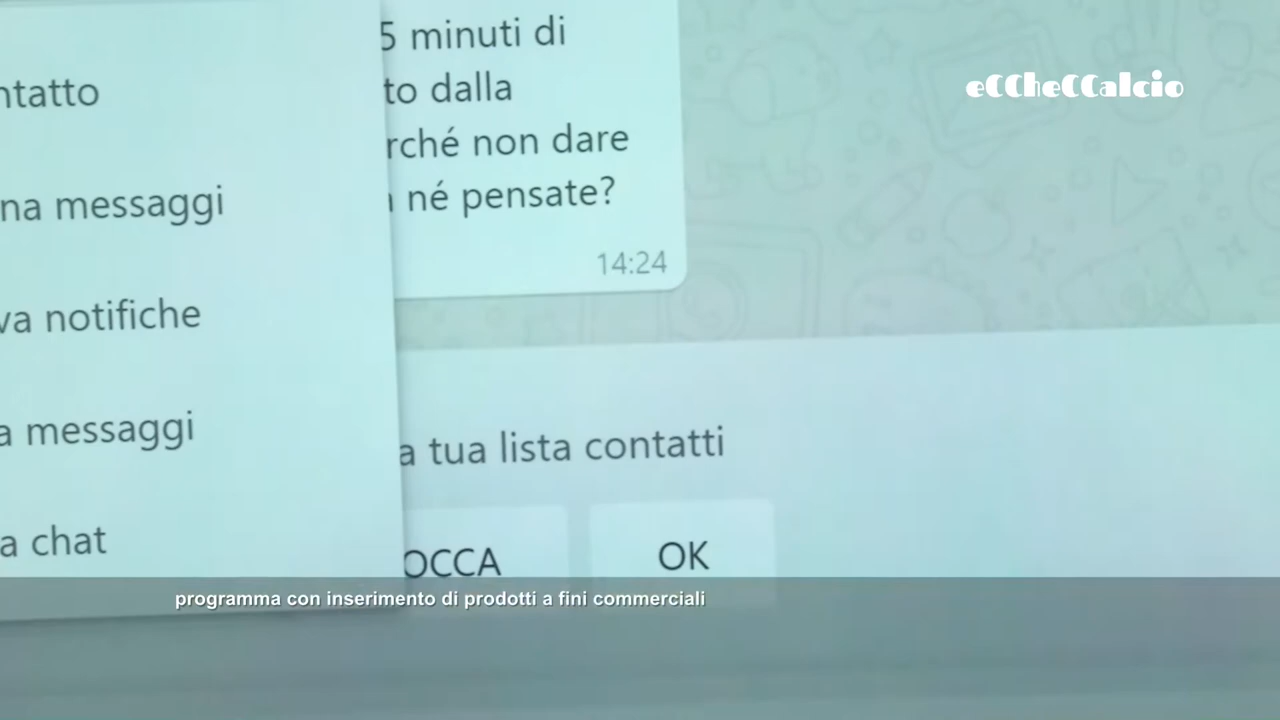 5 minuti di
to dalla
rché non dare
né pensate?
14:24
ntatto
na messaggi
va notifiche
a messaggi
a chat
a tua lista contatti
OCCA
OK
eCCheCCalcio
programma con inserimento di prodotti a fini commerciali